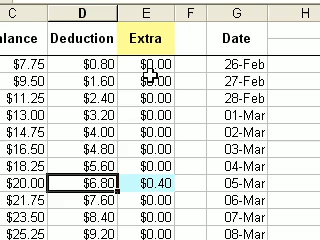 C D E F G H
alance Deduction Extra Date
$7.75 $0.80 $0.00 26-Feb
$9.50 $1.60 $0.00 27-Feb
$11.25 $2.40 $0.00 28-Feb
$13.00 $3.20 $0.00 01-Mar
$14.75 $4.00 $0.00 02-Mar
$16.50 $4.80 $0.00 03-Mar
$18.25 $5.60 $0.00 04-Mar
$20.00 $6.80 $0.40 05-Mar
$21.75 $7.60 $0.00 06-Mar
$23.50 $8.40 $0.00 07-Mar
$25.25 $9.20 $0.00 08-Mar